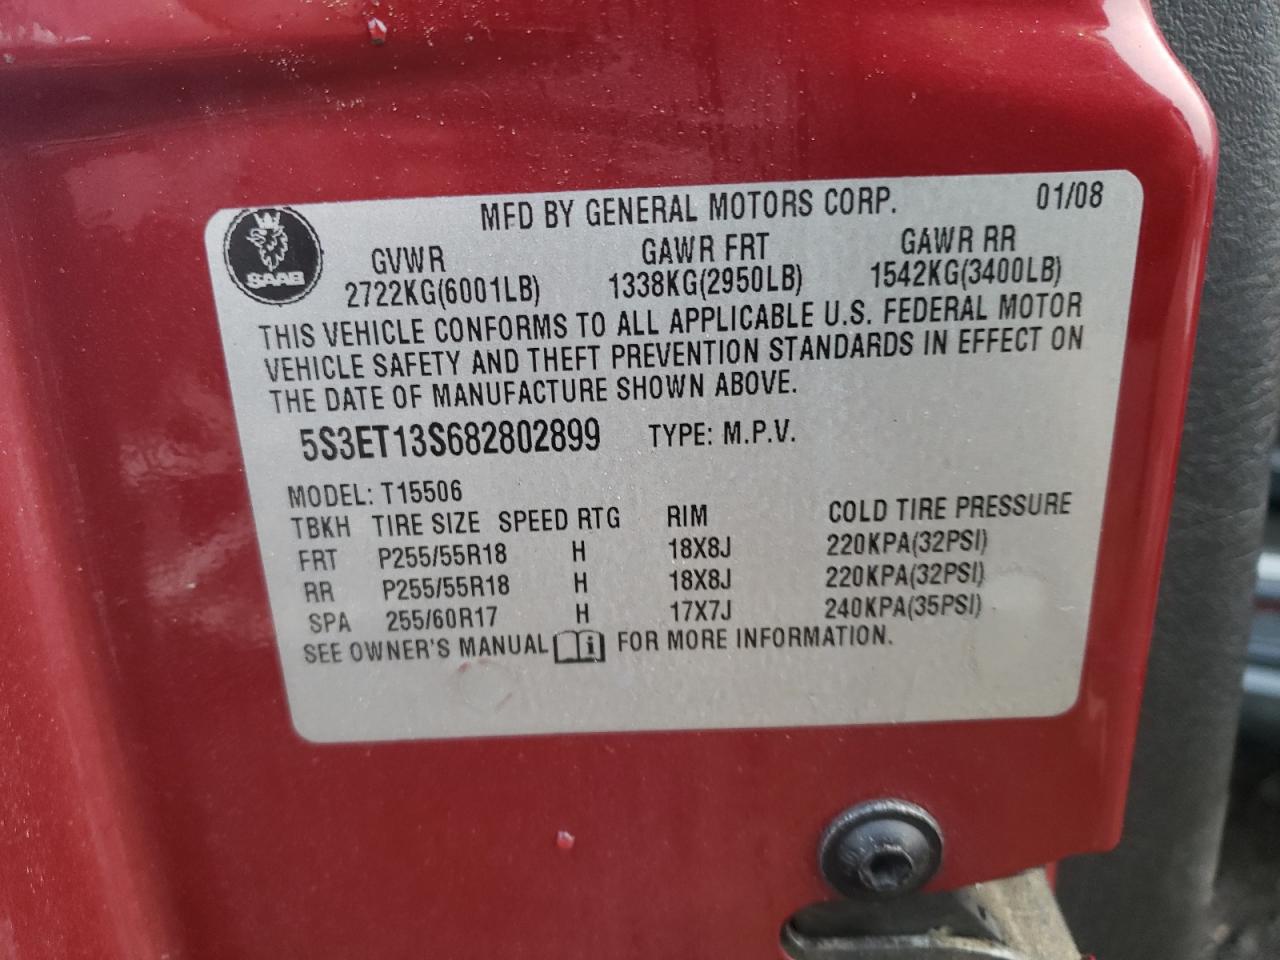 MFD BY GENERAL MOTORS CORP. 01/08
SAAB
GVWR GAWR FRT GAWR RR
2722KG(6001LB) 1338KG(2950LB) 1542KG(3400LB)
THIS VEHICLE CONFORMS TO ALL APPLICABLE U.S. FEDERAL MOTOR
VEHICLE SAFETY AND THEFT PREVENTION STANDARDS IN EFFECT ON
THE DATE OF MANUFACTURE SHOWN ABOVE.
5S3ET13S682802899 TYPE: M.P.V.
MODEL: T15506
TBKH TIRE SIZE SPEED RTG RIM COLD TIRE PRESSURE
FRT P255/55R18 H 18X8J 220KPA(32PSI)
RR P255/55R18 H 18X8J 220KPA(32PSI)
SPA 255/60R17 H 17X7J 240KPA(35PSI)
SEE OWNER'S MANUAL i FOR MORE INFORMATION.